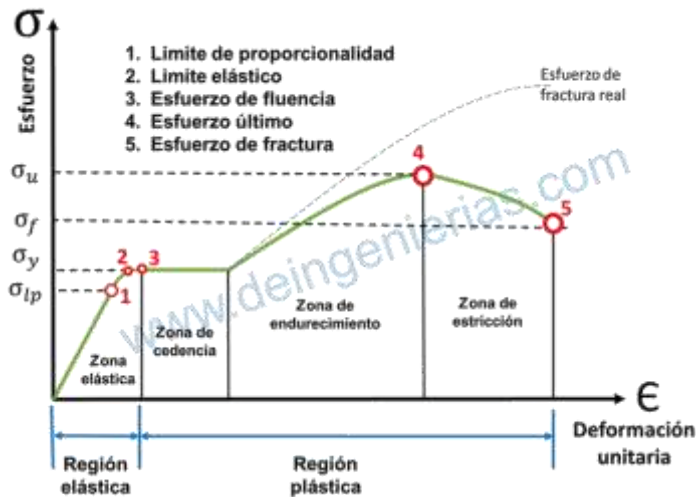 σ
Esfuerzo
1. Limite de proporcionalidad
2. Limite elástico
3. Esfuerzo de fluencia
4. Esfuerzo último
5. Esfuerzo de fractura
Esfuerzo de
fractura real
σu
σf
σy
σlp
1
2
3
4
5
www.deingenierias.com
Zona
elástica
Zona de
cedencia
Zona de
endurecimiento
Zona de
estricción
Є
Deformación
unitaria
Región
elástica
Región
plástica